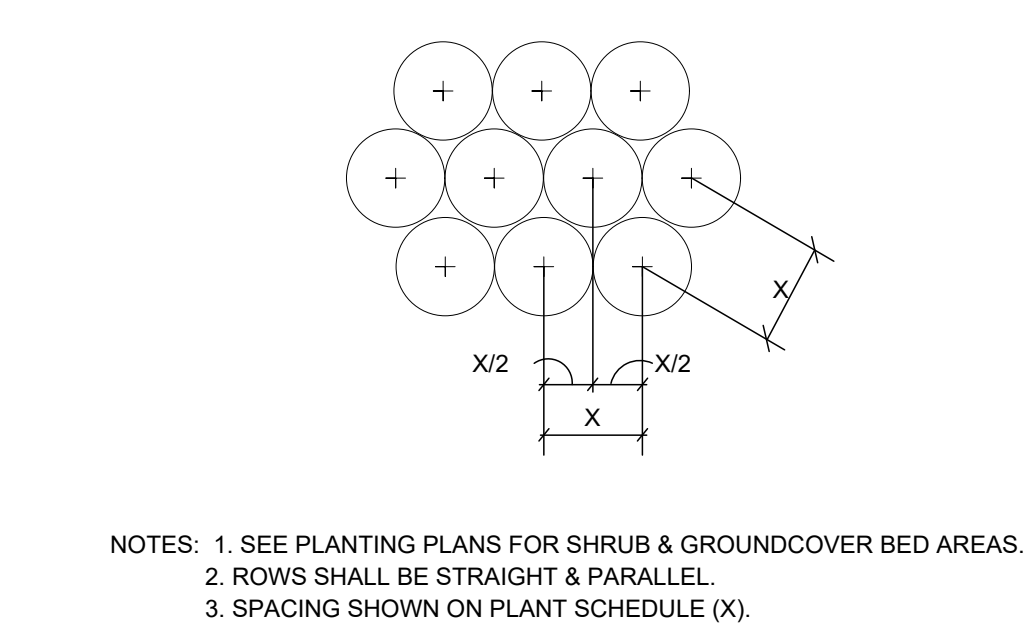 X
X/2 X/2
X
NOTES: 1. SEE PLANTING PLANS FOR SHRUB & GROUNDCOVER BED AREAS.
2. ROWS SHALL BE STRAIGHT & PARALLEL.
3. SPACING SHOWN ON PLANT SCHEDULE (X).